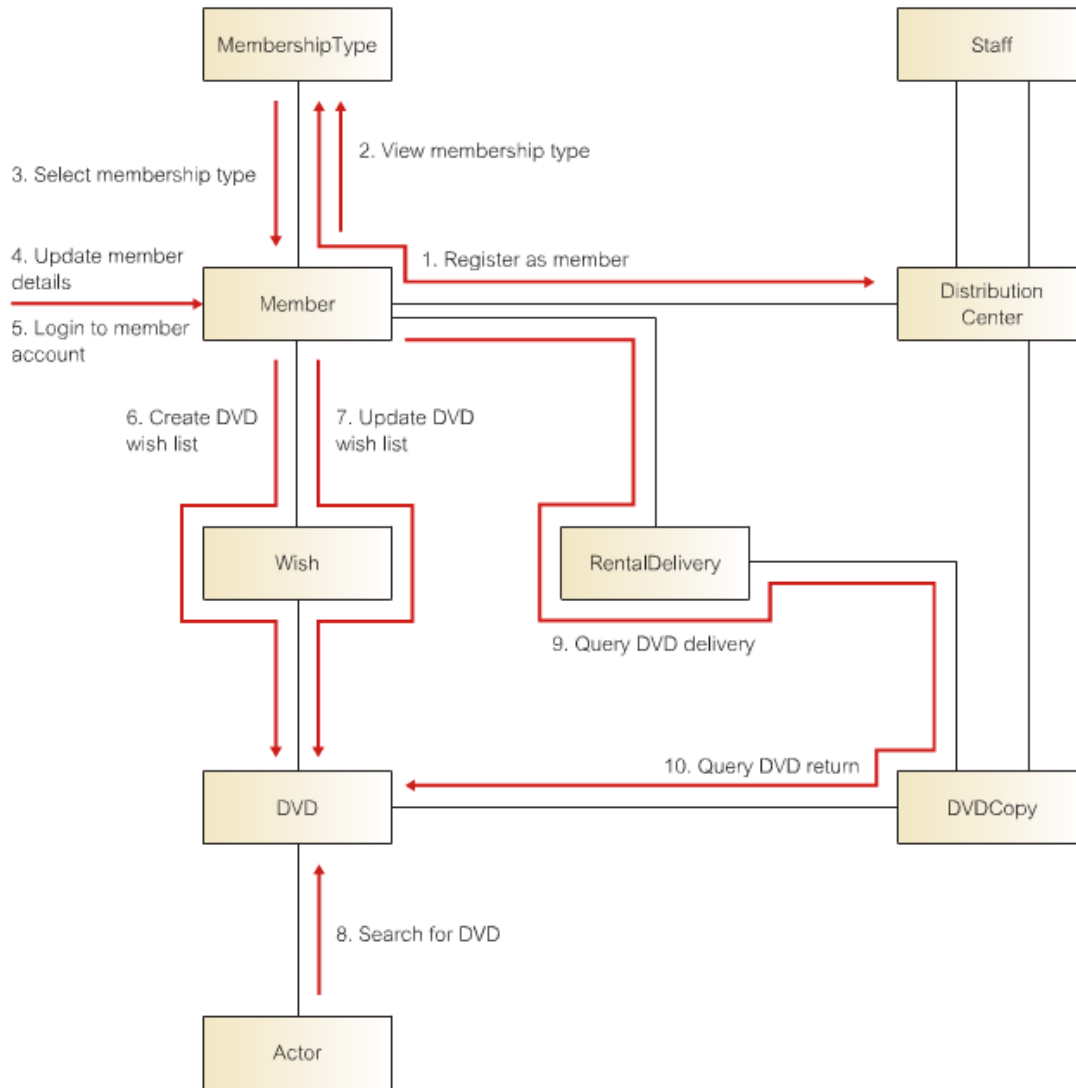 MembershipType
Staff
2. View membership type
3. Select membership type
4. Update member
details
1. Register as member
Member
Distribution
Center
5. Login to member
account
6. Create DVD
wish list
7. Update DVD
wish list
Wish
RentalDelivery
9. Query DVD delivery
10. Query DVD return
DVD
DVDCopy
8. Search for DVD
Actor